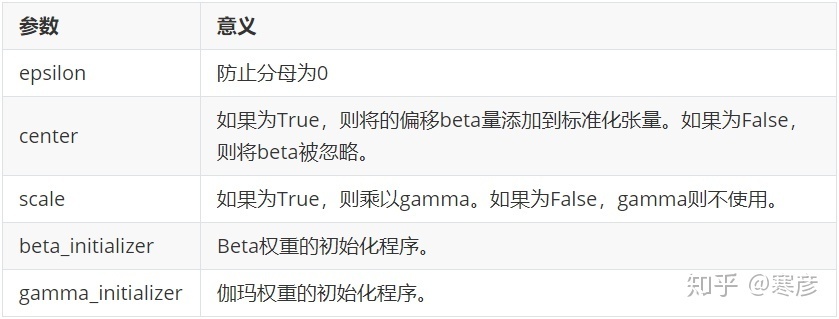 参数 意义
epsilon 防止分母为0
center 如果为True，则将的偏移beta量添加到标准化张量。如果为False，
则将beta被忽略。
scale 如果为True，则乘以gamma。如果为False，gamma则不使用。
beta_initializer Beta权重的初始化程序。
gamma_initializer 伽玛权重的初始化程序。
知乎 @寒彦